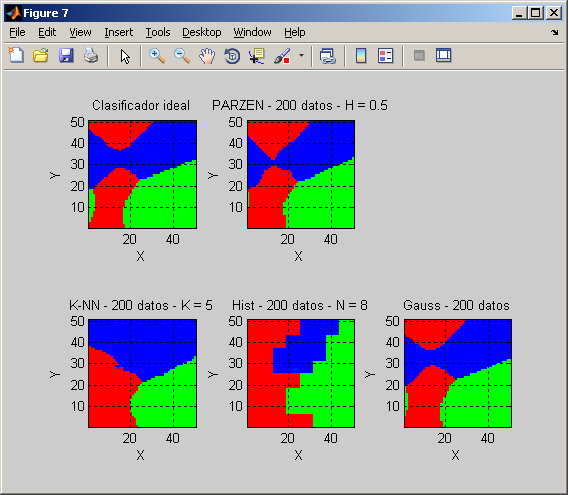 Figure 7
File Edit View Insert Tools Desktop Window Help
Clasificador ideal
50
40
30
20
10
Y
20 40
X
PARZEN - 200 datos - H = 0.5
50
40
30
20
10
Y
20 40
X
K-NN - 200 datos - K = 5
50
40
30
20
10
Y
20 40
X
Hist - 200 datos - N = 8
50
40
30
20
10
Y
20 40
X
Gauss - 200 datos
50
40
30
20
10
Y
20 40
X